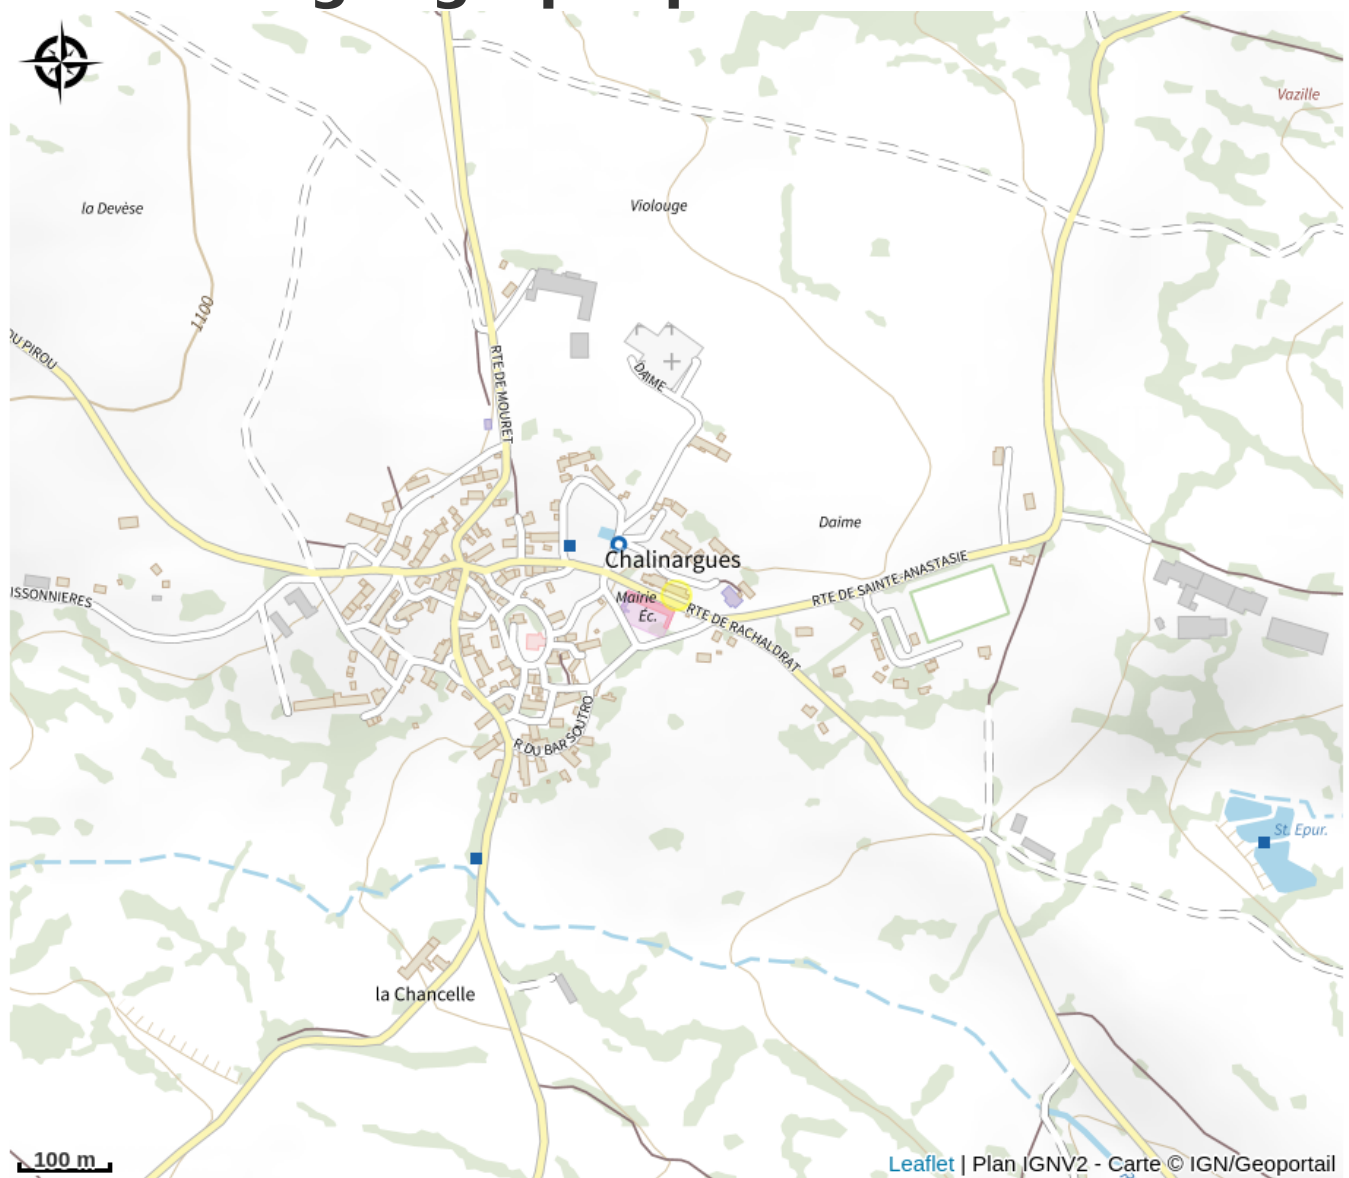 Vazille
la Devèse
Violouge
1100
DU PIROU
RTE DE MOURET
DAIME
Daime
Chalinargues
RTE DE SAINTE-ANASTASIE
ISSONNIERES
Mairie
Éc.
RTE DE RACHALDRAT
R DU BAR SOUTRO
St. Epur.
la Chancelle
100 m
Leaflet | Plan IGNV2 - Carte © IGN/Geoportail